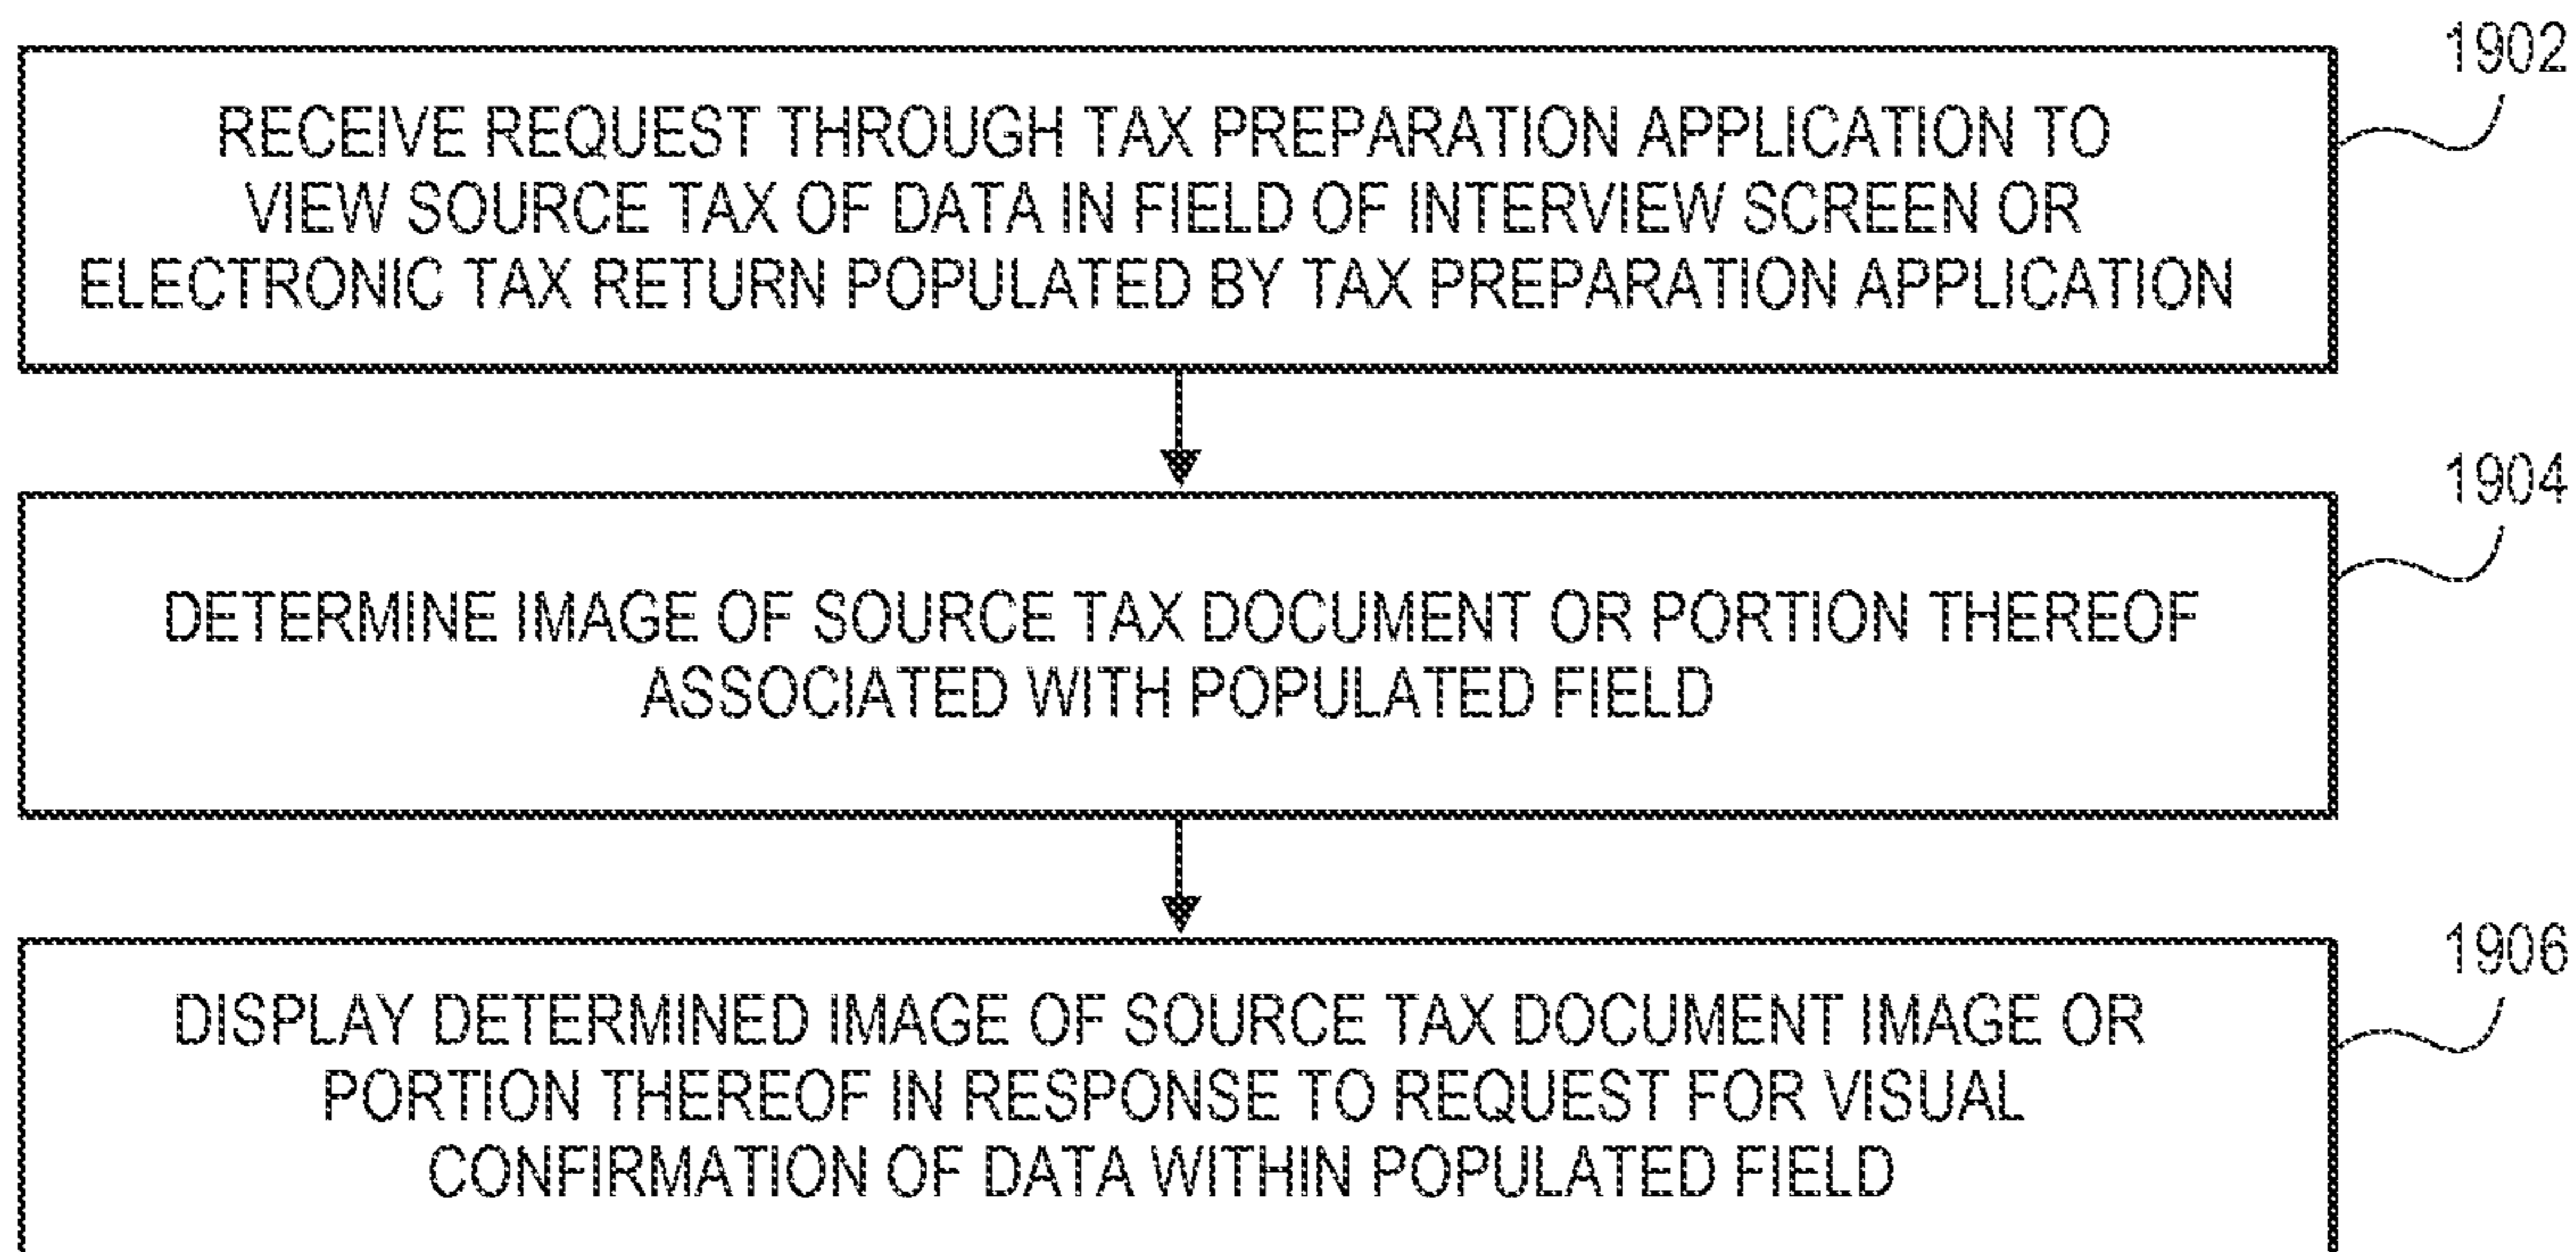 1902
RECEIVE REQUEST THROUGH TAX PREPARATION APPLICATION TO
VIEW SOURCE TAX OF DATA IN FIELD OF INTERVIEW SCREEN OR
ELECTRONIC TAX RETURN POPULATED BY TAX PREPARATION APPLICATION
1904
DETERMINE IMAGE OF SOURCE TAX DOCUMENT OR PORTION THEREOF
ASSOCIATED WITH POPULATED FIELD
1906
DISPLAY DETERMINED IMAGE OF SOURCE TAX DOCUMENT IMAGE OR
PORTION THEREOF IN RESPONSE TO REQUEST FOR VISUAL
CONFIRMATION OF DATA WITHIN POPULATED FIELD